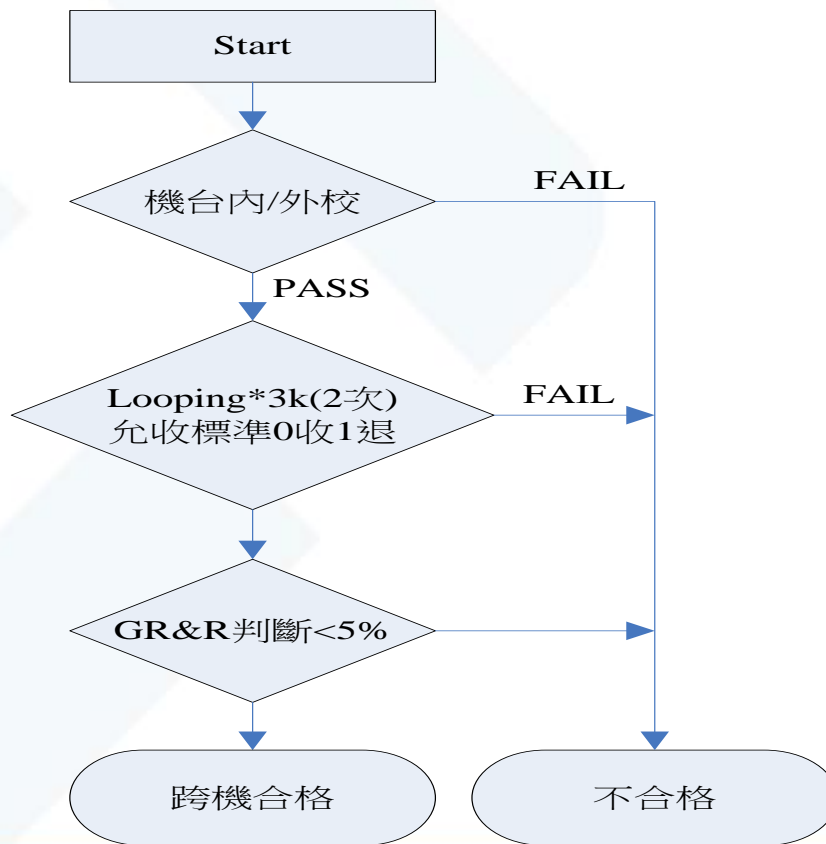 Start
機台內/外校
FAIL
PASS
Looping*3k(2次)
允收標準0收1退
FAIL
GR&R判斷<5%
跨機合格
不合格